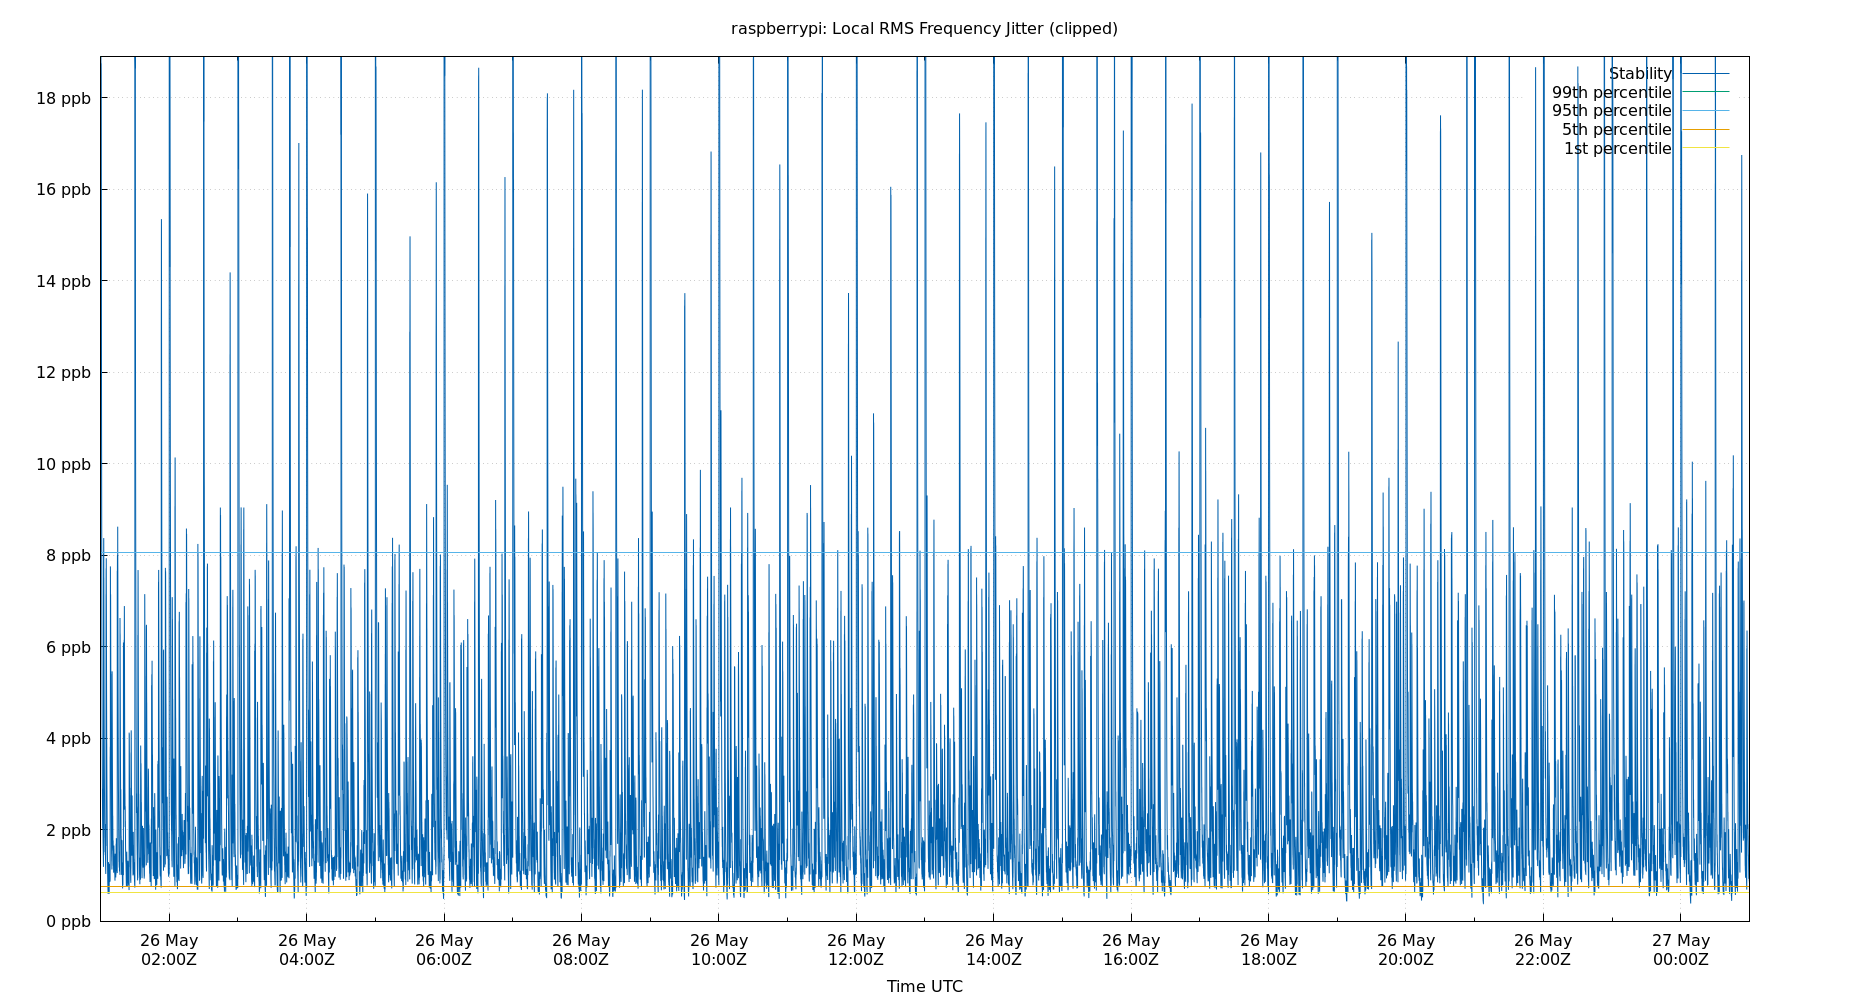 raspberrypi: Local RMS Frequency Jitter (clipped)
Stability
99th percentile
95th percentile
5th percentile
1st percentile
18 ppb
16 ppb
14 ppb
12 ppb
10 ppb
8 ppb
6 ppb
4 ppb
2 ppb
0 ppb
26 May 26 May 26 May 26 May 26 May 26 May 26 May 26 May 26 May 26 May 26 May 27 May
02:00Z 04:00Z 06:00Z 08:00Z 10:00Z 12:00Z 14:00Z 16:00Z 18:00Z 20:00Z 22:00Z 00:00Z
Time UTC